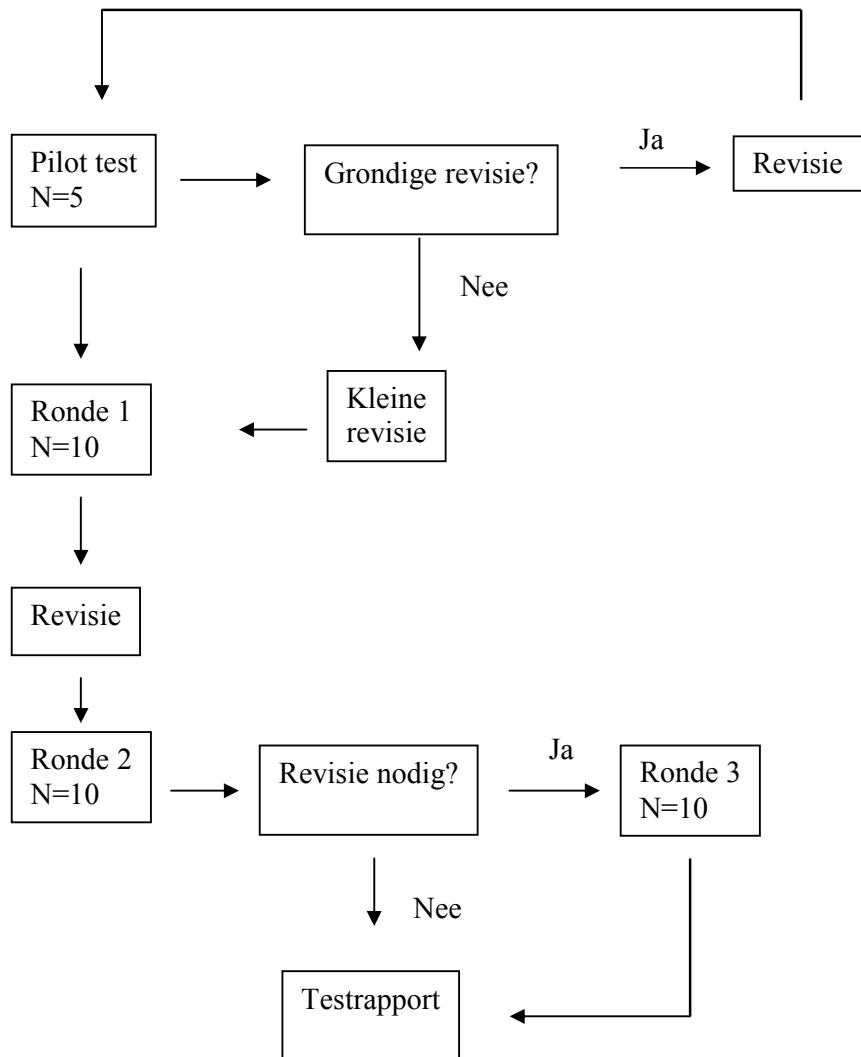 Pilot test
N=5
Grondige revisie?
Ja
Revisie
Nee
Ronde 1
N=10
Kleine
revisie
Revisie
Ronde 2
N=10
Revisie nodig?
Ja
Ronde 3
N=10
Nee
Testrapport